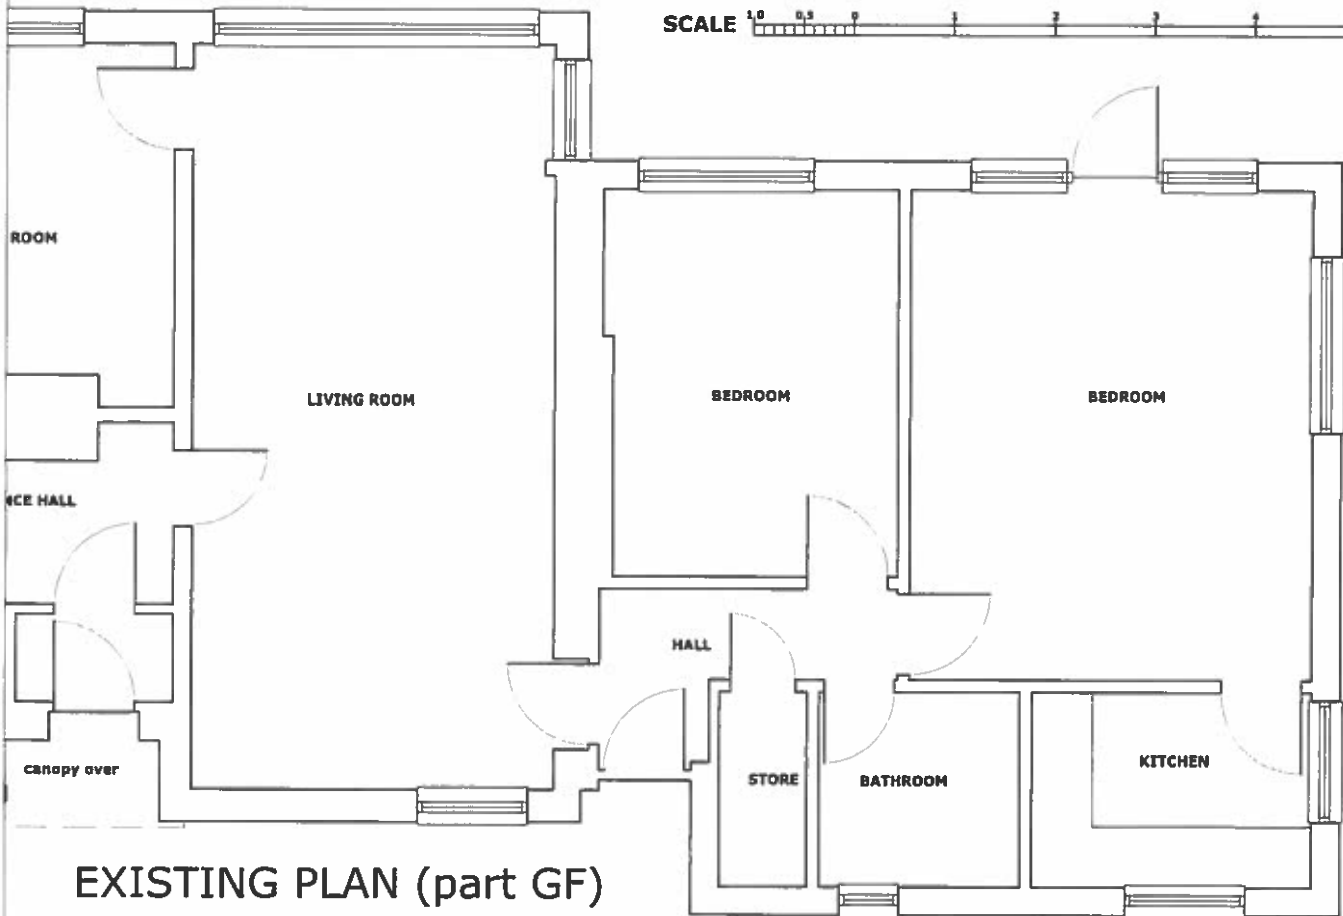 SCALE 1.0 0.5 0 1 2 3 4
ROOM
LIVING ROOM
BEDROOM
BEDROOM
NCE HALL
HALL
canopy over
STORE
BATHROOM
KITCHEN
EXISTING PLAN (part GF)